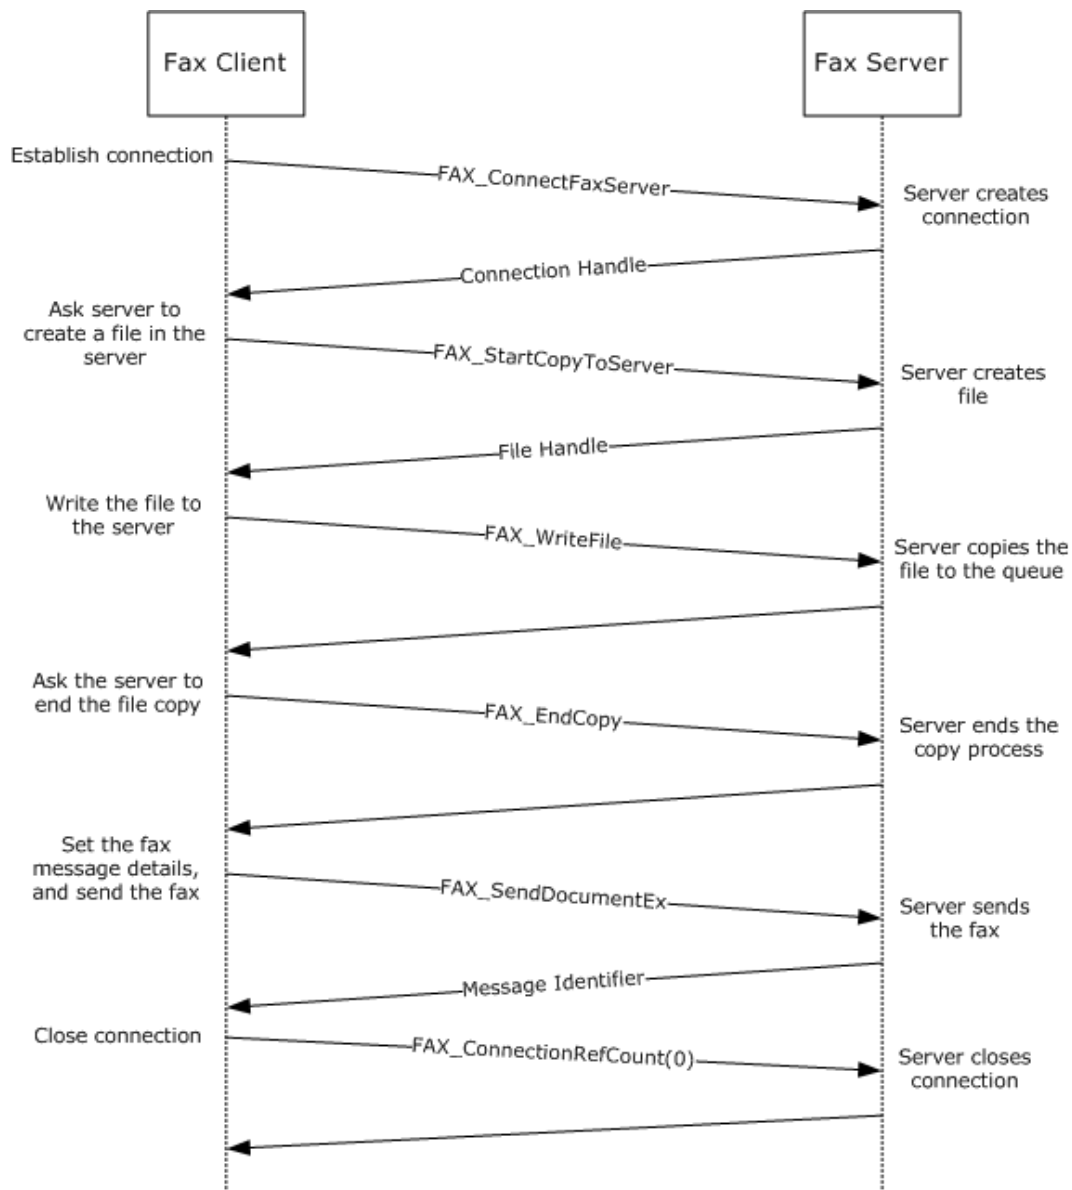 Fax Client
Fax Server
Establish connection
FAX_ConnectFaxServer
Server creates
connection
Connection Handle
Ask server to
create a file in the
server
FAX_StartCopyToServer
Server creates
file
File Handle
Write the file to
the server
FAX_WriteFile
Server copies the
file to the queue
Ask the server to
end the file copy
FAX_EndCopy
Server ends the
copy process
Set the fax
message details,
and send the fax
FAX_SendDocumentEx
Server sends
the fax
Message Identifier
Close connection
FAX_ConnectionRefCount(0)
Server closes
connection